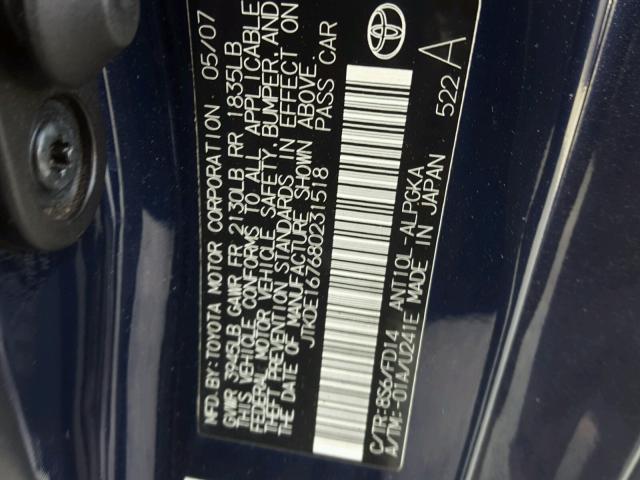 MFD. BY: TOYOTA MOTOR CORPORATION 05/07
GVWR 3945LB GAWR FR 2130LB RR 1835LB
THIS VEHICLE CONFORMS TO ALL APPLICABLE
FEDERAL MOTOR VEHICLE SAFETY, BUMPER, AND
THEFT PREVENTION STANDARDS IN EFFECT ON
THE DATE OF MANUFACTURE SHOWN ABOVE.
JTKDE167680231518 PASS CAR
C/TR: 8S6/FD14 ANT10L-ALPGKA
A/TM: -01A/U241E MADE IN JAPAN 522 A